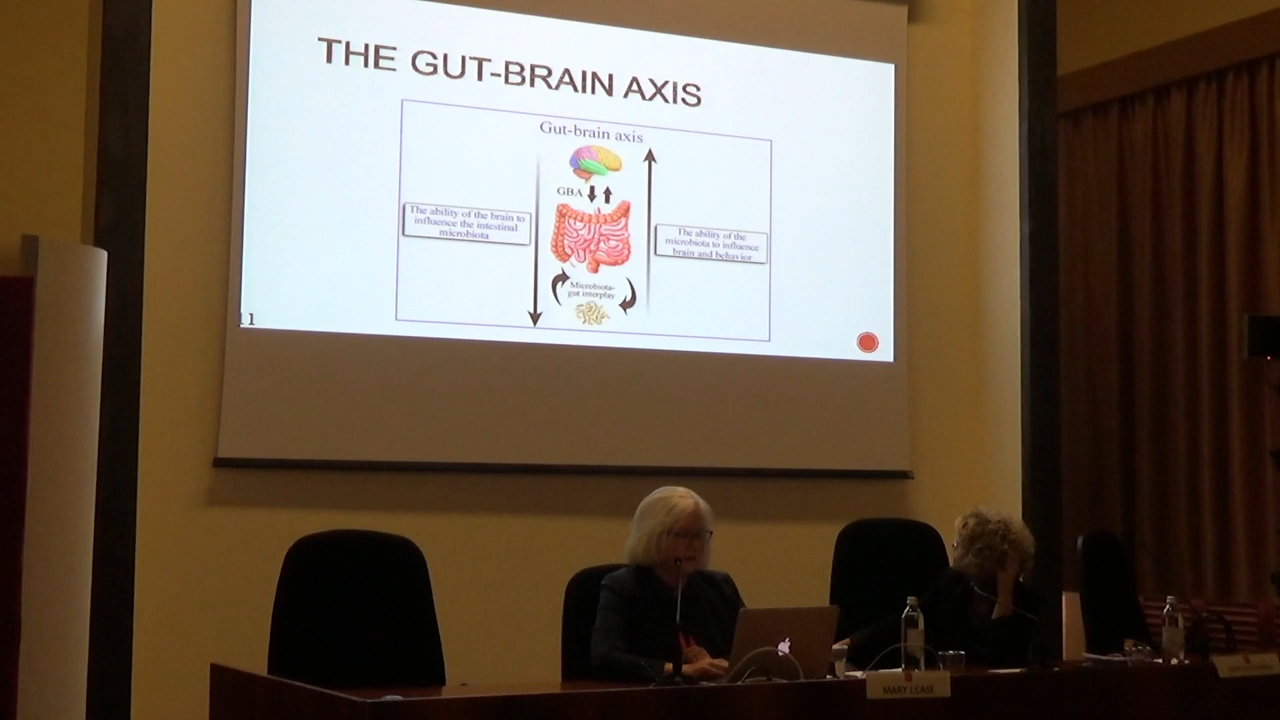 THE GUT-BRAIN AXIS
Gut-brain axis
GBA
The ability of the brain to
influence the intestinal
microbiota
The ability of the
microbiota to influence
brain and behavior
Microbiota-
gut interplay
11
MARY J.CASE